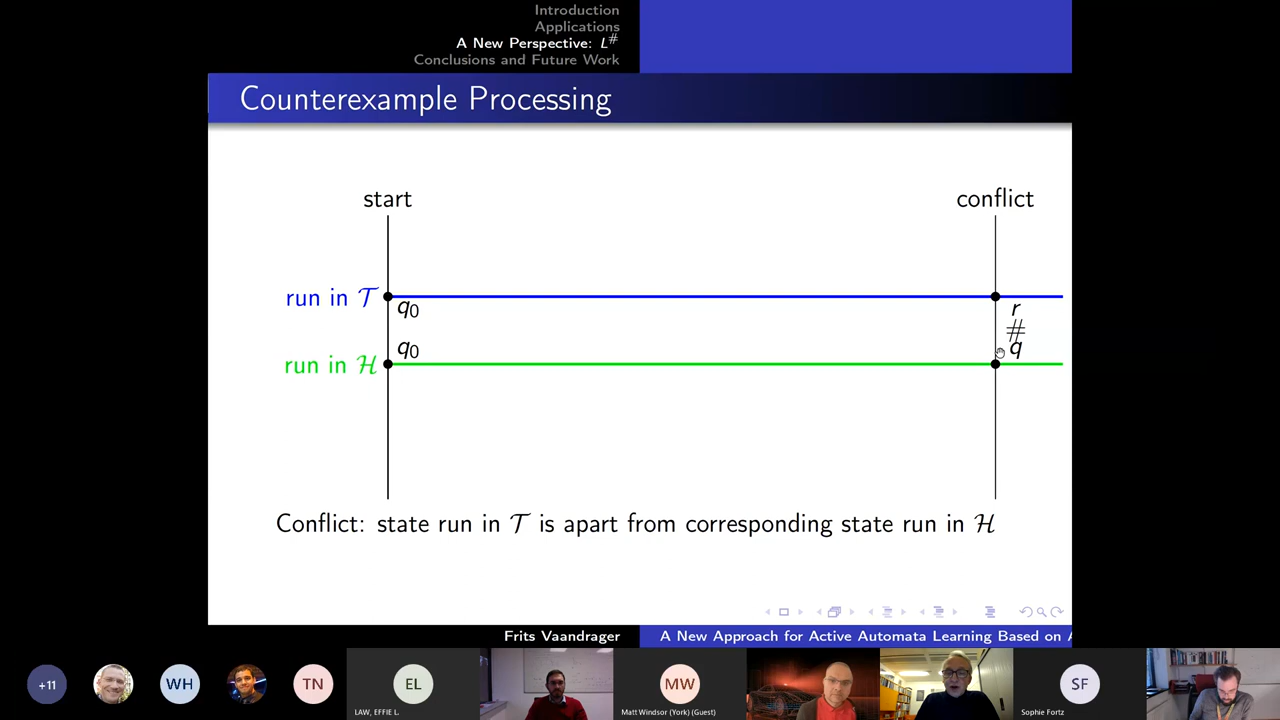 Introduction
Applications
A New Perspective: L#
Conclusions and Future Work
Counterexample Processing
start
conflict
run in 𝒯
q0
r
#
q0
q
run in ℋ
Conflict: state run in 𝒯 is apart from corresponding state run in ℋ
Frits Vaandrager
A New Approach for Active Automata Learning Based on A
+11
WH
TN
EL
MW
SF
LAW, EFFIE L.
Matt Windsor (York) (Guest)
Sophie Fortz